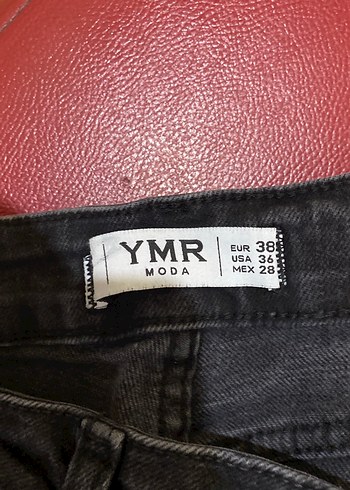 YMR
MODA
EUR 38
USA 36
MEX 28